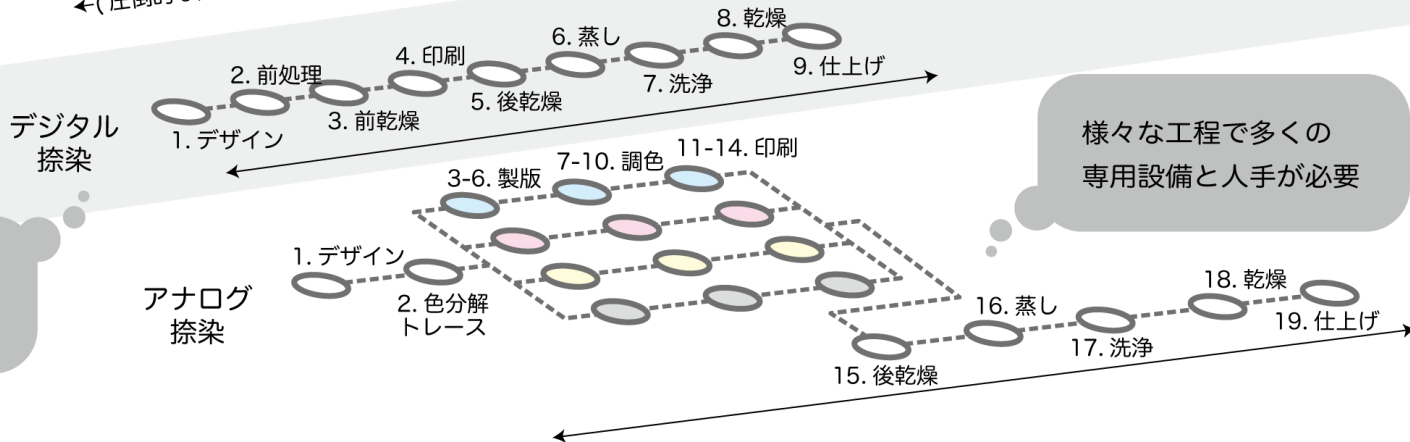 デジタル
捺染
1. デザイン
2. 前処理
3. 前乾燥
4. 印刷
5. 後乾燥
6. 蒸し
7. 洗浄
8. 乾燥
9. 仕上げ
様々な工程で多くの
専用設備と人手が必要
アナログ
捺染
1. デザイン
2. 色分解
トレース
3-6. 製版
7-10. 調色
11-14. 印刷
15. 後乾燥
16. 蒸し
17. 洗浄
18. 乾燥
19. 仕上げ